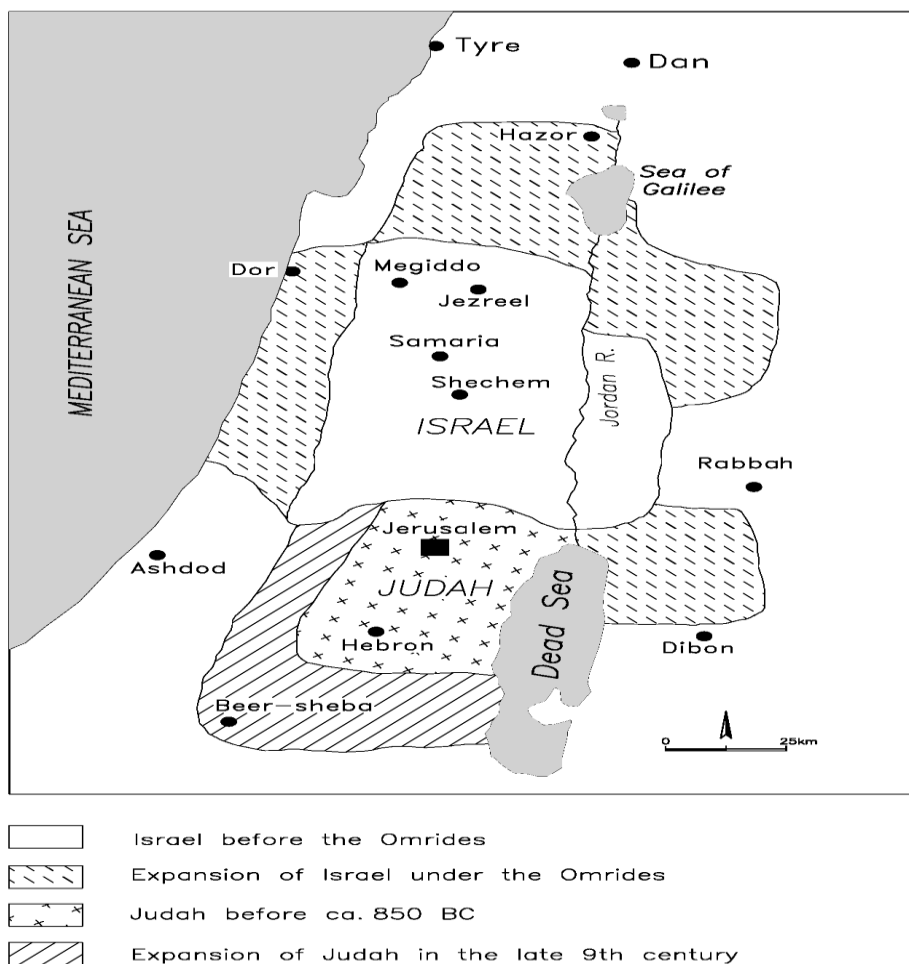 Tyre
Dan
Hazor
Sea of
Galilee
MEDITERRANEAN SEA
Dor
Megiddo
Jezreel
Samaria
Shechem
Jordan R.
ISRAEL
Rabbah
Jerusalem
Ashdod
JUDAH
Dead Sea
Hebron
Dibon
Beer-sheba
0 25km
Israel before the Omrides
Expansion of Israel under the Omrides
Judah before ca. 850 BC
Expansion of Judah in the late 9th century